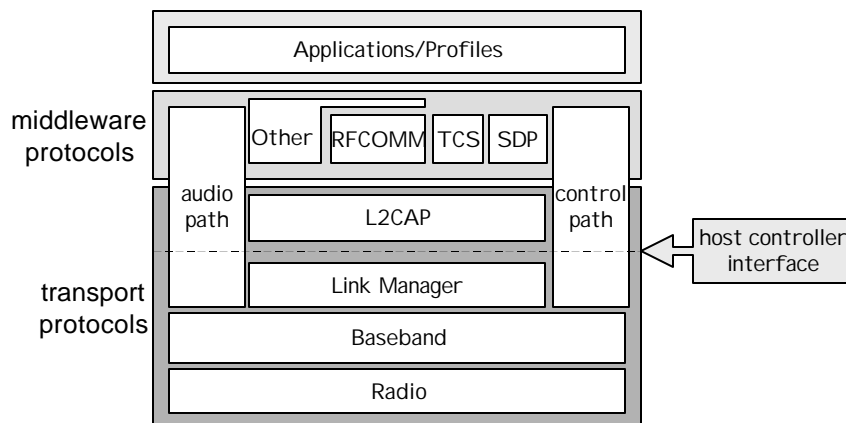 Applications/Profiles
middleware
protocols
Other
RFCOMM
TCS
SDP
audio
path
control
path
L2CAP
host controller
interface
transport
protocols
Link Manager
Baseband
Radio